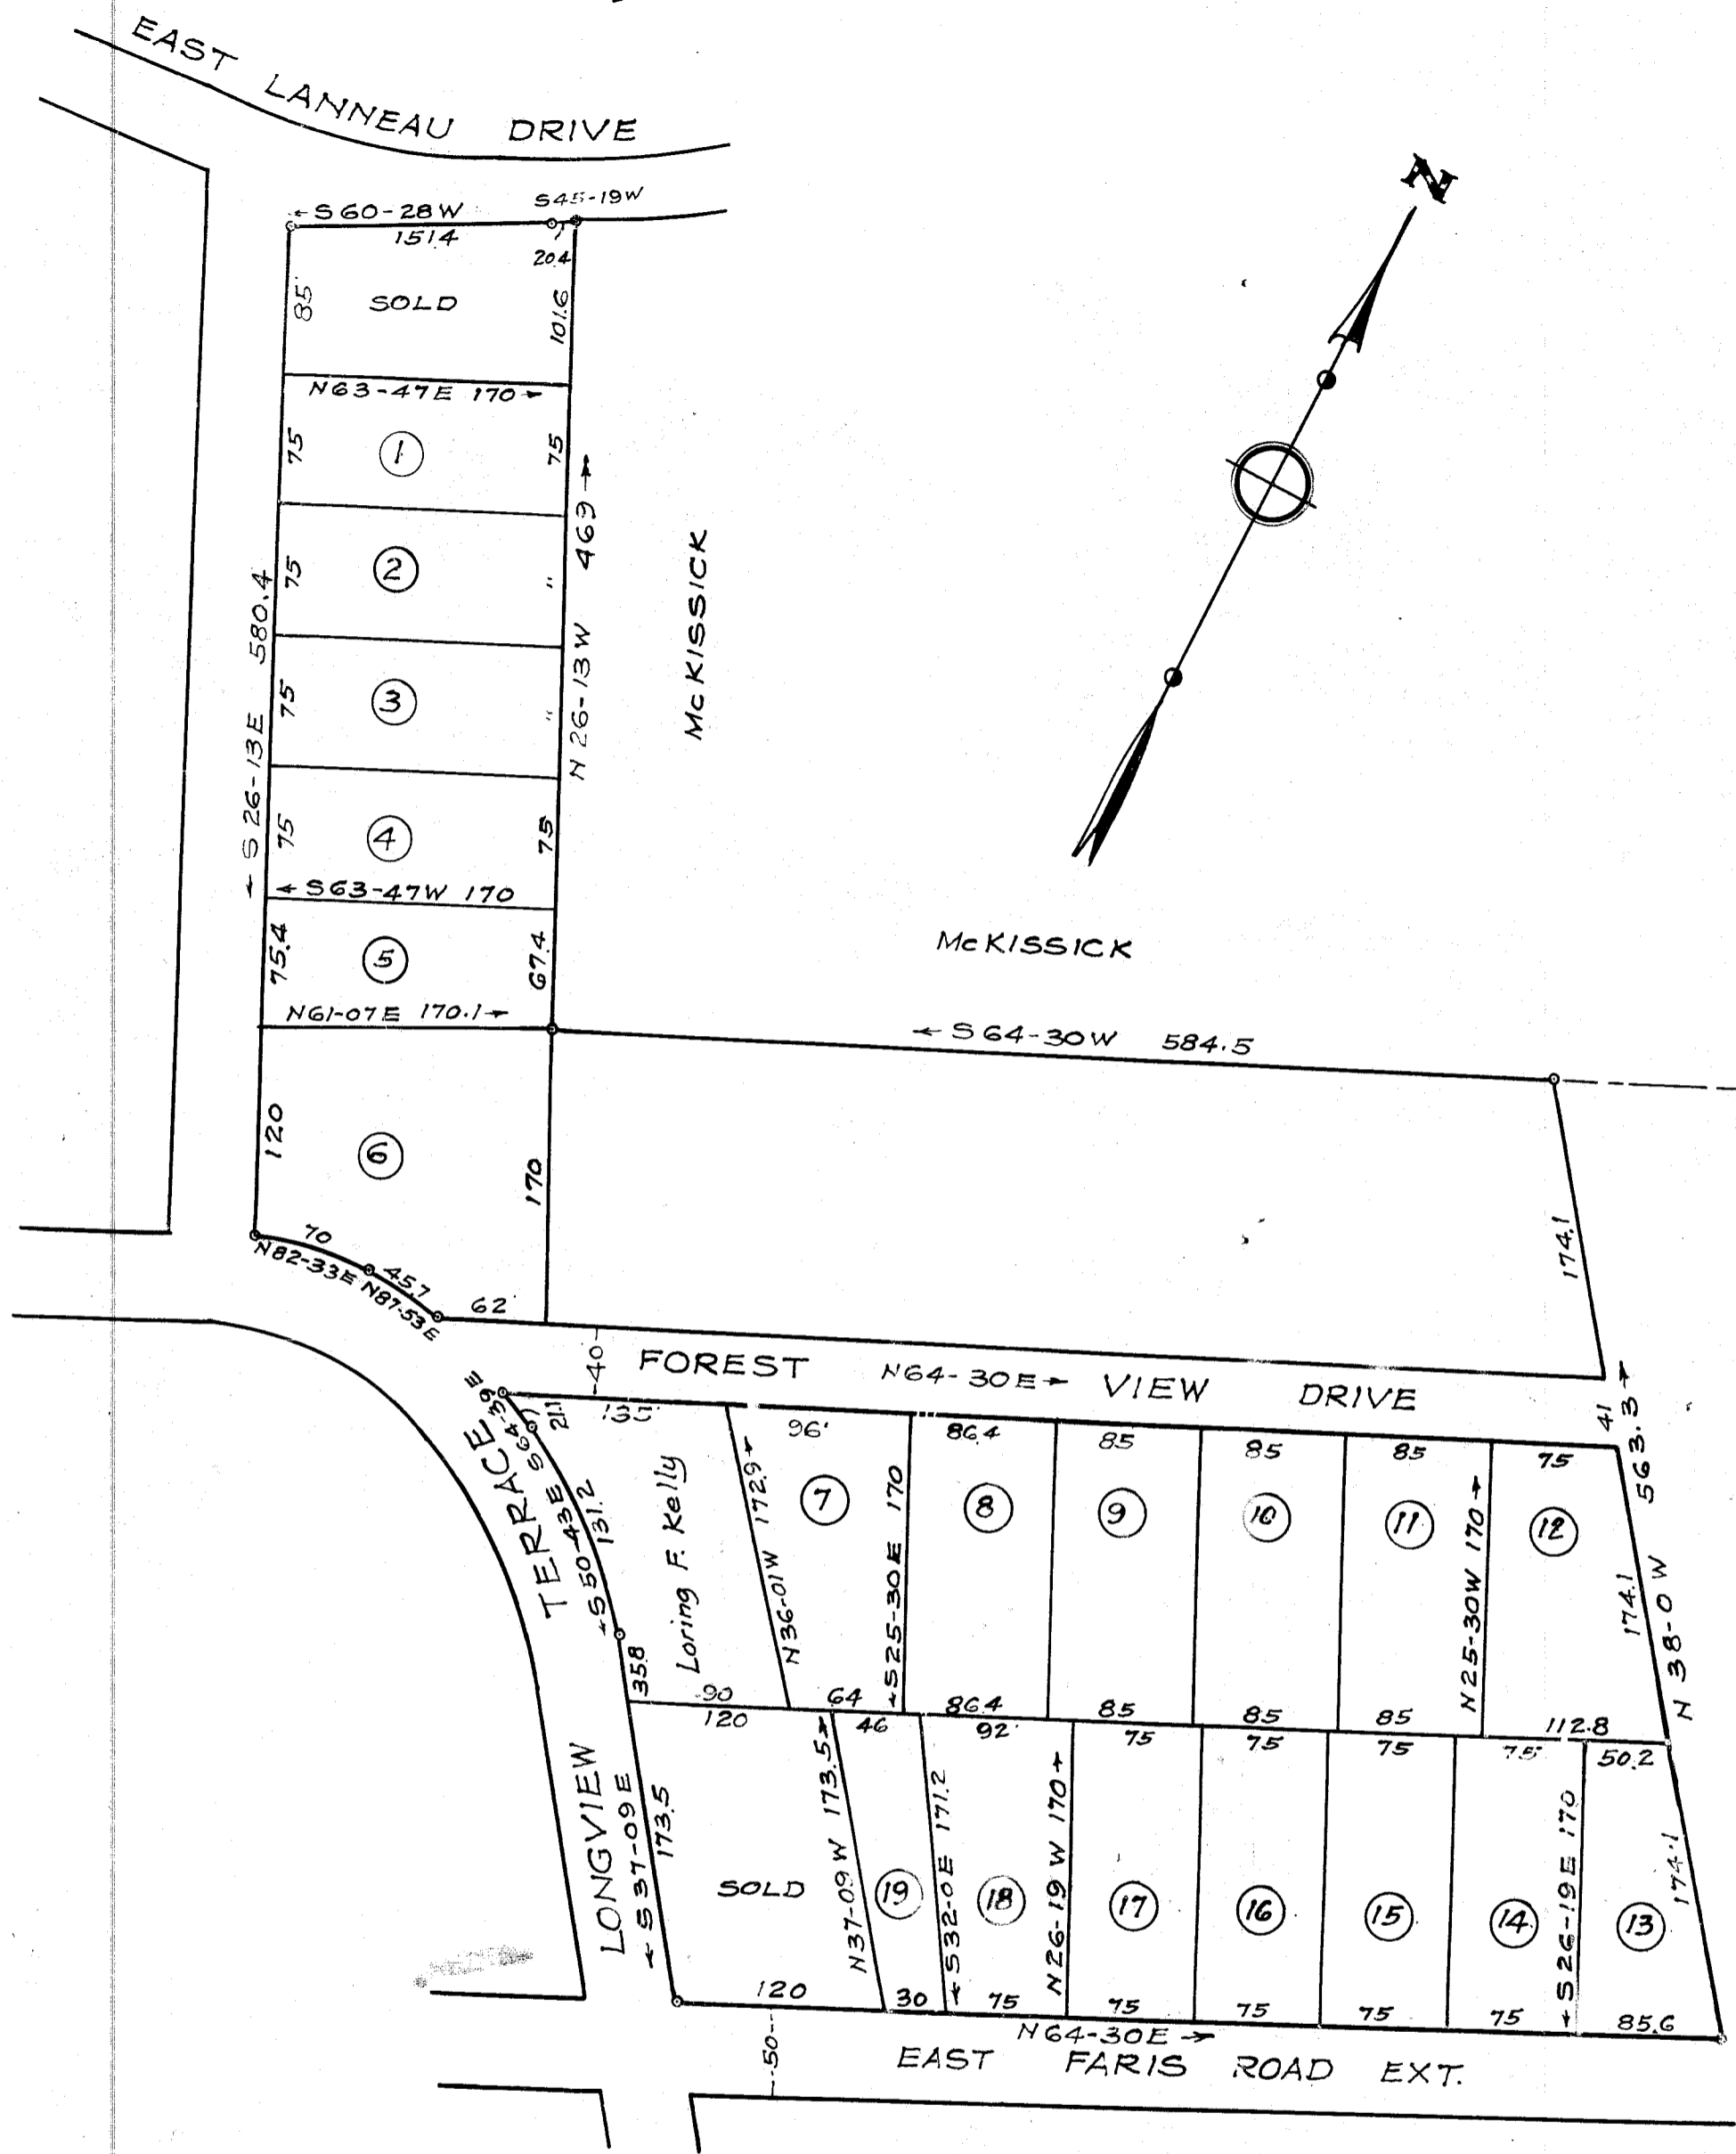 EAST LANNEAU DRIVE
N
← S60-28W
S45-19W
151.4
20.4
85'
SOLD
101.6
N63-47E 170 →
75
1
75
75
2
"
75
3
"
75
4
75
← S26-13E 580.4
N26-13W 469 →
McKISSICK
← S63-47W 170
75.4
5
67.4
McKISSICK
N61-07E 170.1 →
← S64-30W 584.5
120
6
170
174.1
70
N82-33E
45.7
N87-53E
62
-40-
FOREST VIEW DRIVE
N64-30E →
41
N38-0W 563.3 →
S64-39E
21.1
135
96'
86.4
85
85
85
75
LONGVIEW TERRACE
← S50-43E
131.2
Loring F. Kelly
N36-01W 172.9 →
7
← S25-30E 170
8
9
10
11
N25-30W 170 →
12
174.1
35.8
90
64
86.4
85
85
85
112.8
120
46
92'
75
75
75
75
50.2
← S37-09E
173.5
SOLD
N37-09W 173.5 →
19
← S32-0E 171.2
18
N26-19W 170 →
17
16
15
14
← S26-19E 170
13
174.1
120
30
75
75
75
75
75
85.6
N64-30E →
-50-
EAST FARIS ROAD EXT.